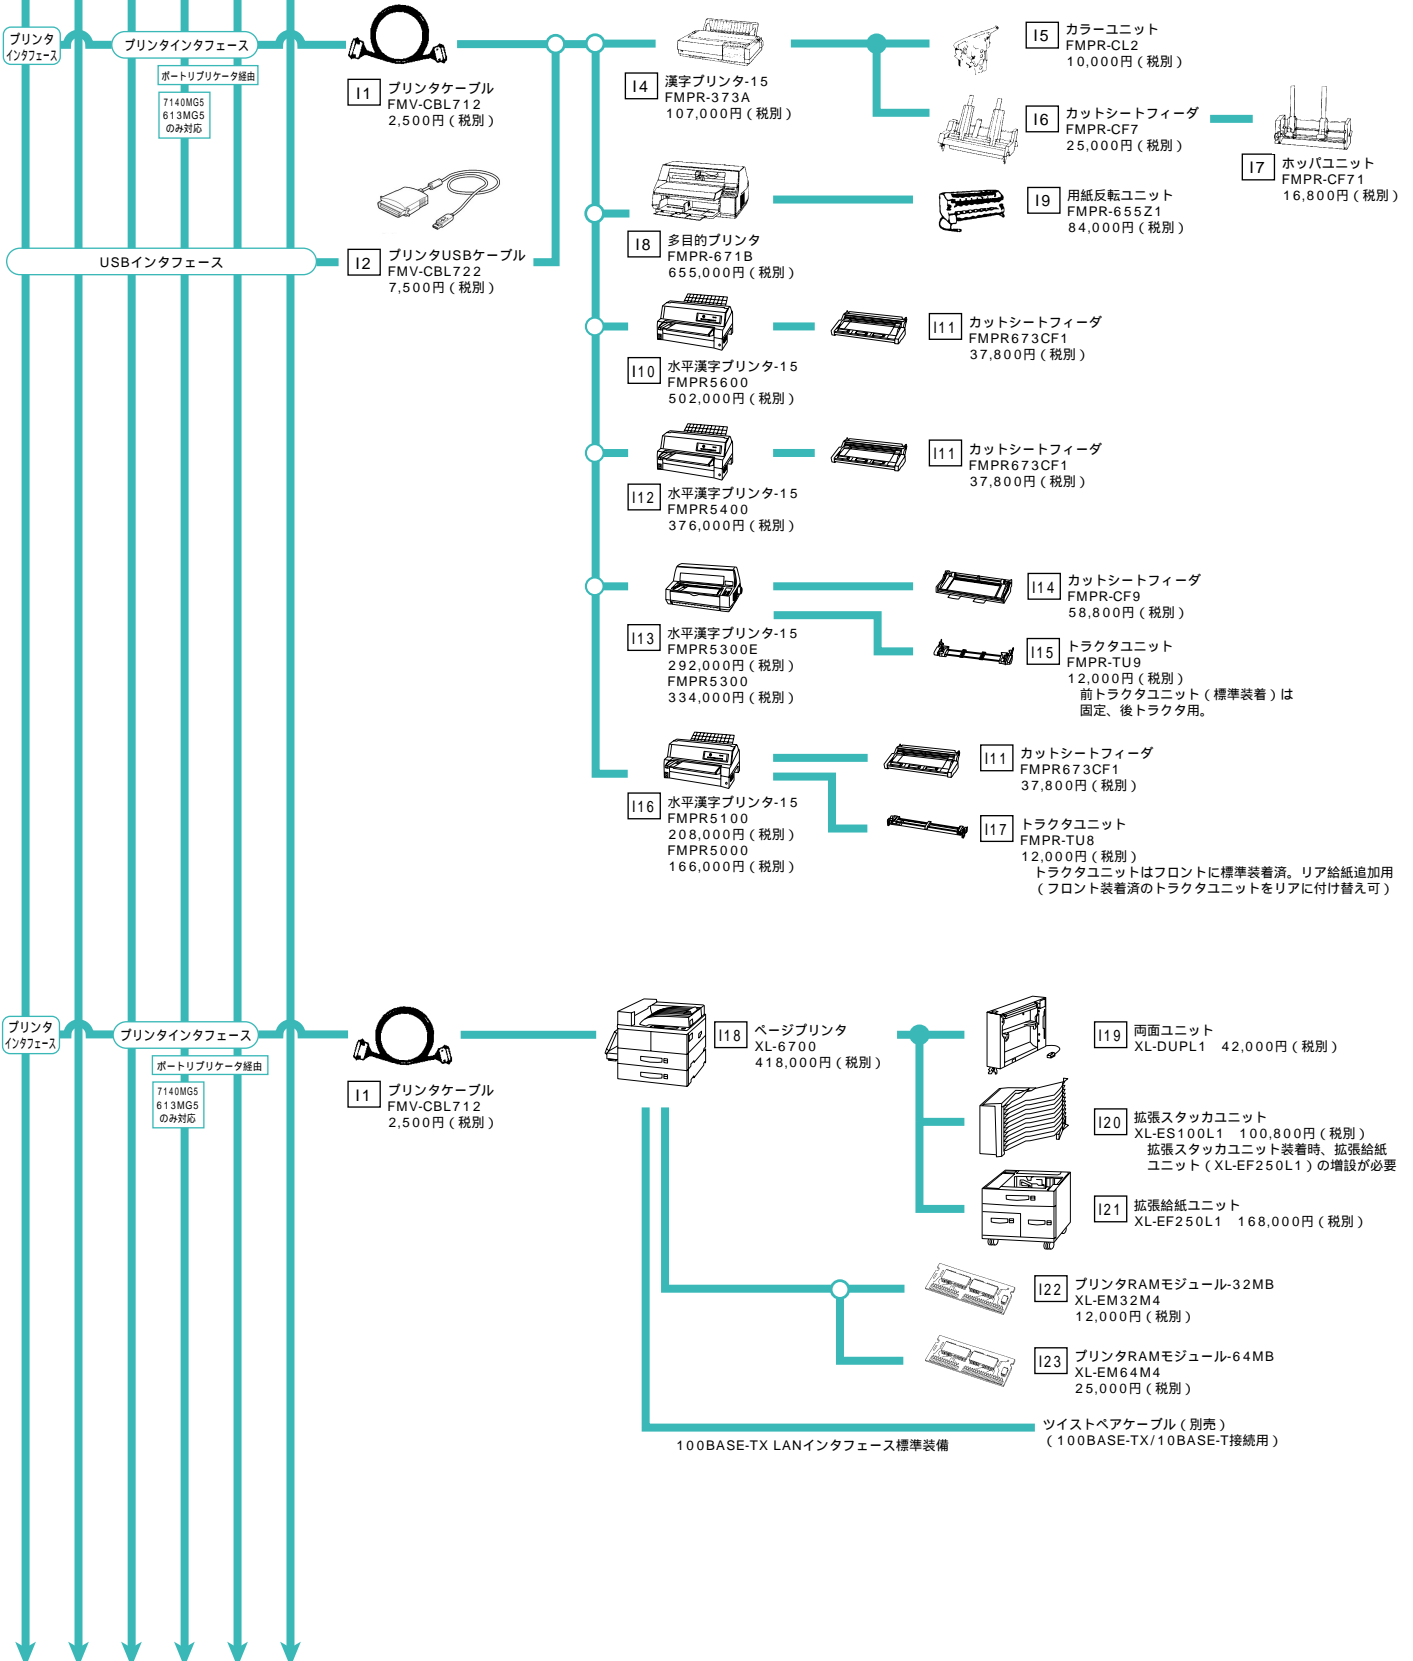 プリンタ
インタフェース
プリンタインタフェース
ポートリプリケータ経由
7140MG5
613MG5
のみ対応
I1 プリンタケーブル
FMV-CBL712
2,500円（税別）
USBインタフェース
I2 プリンタUSBケーブル
FMV-CBL722
7,500円（税別）
I4 漢字プリンタ-15
FMPR-373A
107,000円（税別）
I5 カラーユニット
FMPR-CL2
10,000円（税別）
I6 カットシートフィーダ
FMPR-CF7
25,000円（税別）
I7 ホッパユニット
FMPR-CF71
16,800円（税別）
I8 多目的プリンタ
FMPR-671B
655,000円（税別）
I9 用紙反転ユニット
FMPR-655Z1
84,000円（税別）
I10 水平漢字プリンタ-15
FMPR5600
502,000円（税別）
I11 カットシートフィーダ
FMPR673CF1
37,800円（税別）
I12 水平漢字プリンタ-15
FMPR5400
376,000円（税別）
I11 カットシートフィーダ
FMPR673CF1
37,800円（税別）
I13 水平漢字プリンタ-15
FMPR5300E
292,000円（税別）
FMPR5300
334,000円（税別）
I14 カットシートフィーダ
FMPR-CF9
58,800円（税別）
I15 トラクタユニット
FMPR-TU9
12,000円（税別）
前トラクタユニット（標準装着）は
固定、後トラクタ用。
I16 水平漢字プリンタ-15
FMPR5100
208,000円（税別）
FMPR5000
166,000円（税別）
I11 カットシートフィーダ
FMPR673CF1
37,800円（税別）
I17 トラクタユニット
FMPR-TU8
12,000円（税別）
トラクタユニットはフロントに標準装着済。リア給紙追加用
（フロント装着済のトラクタユニットをリアに付け替え可）
プリンタ
インタフェース
プリンタインタフェース
ポートリプリケータ経由
7140MG5
613MG5
のみ対応
I1 プリンタケーブル
FMV-CBL712
2,500円（税別）
I18 ページプリンタ
XL-6700
418,000円（税別）
I19 両面ユニット
XL-DUPL1 42,000円（税別）
I20 拡張スタッカユニット
XL-ES100L1 100,800円（税別）
拡張スタッカユニット装着時、拡張給紙
ユニット（XL-EF250L1）の増設が必要
I21 拡張給紙ユニット
XL-EF250L1 168,000円（税別）
I22 プリンタRAMモジュール-32MB
XL-EM32M4
12,000円（税別）
I23 プリンタRAMモジュール-64MB
XL-EM64M4
25,000円（税別）
100BASE-TX LANインタフェース標準装備
ツイストペアケーブル（別売）
（100BASE-TX/10BASE-T接続用）